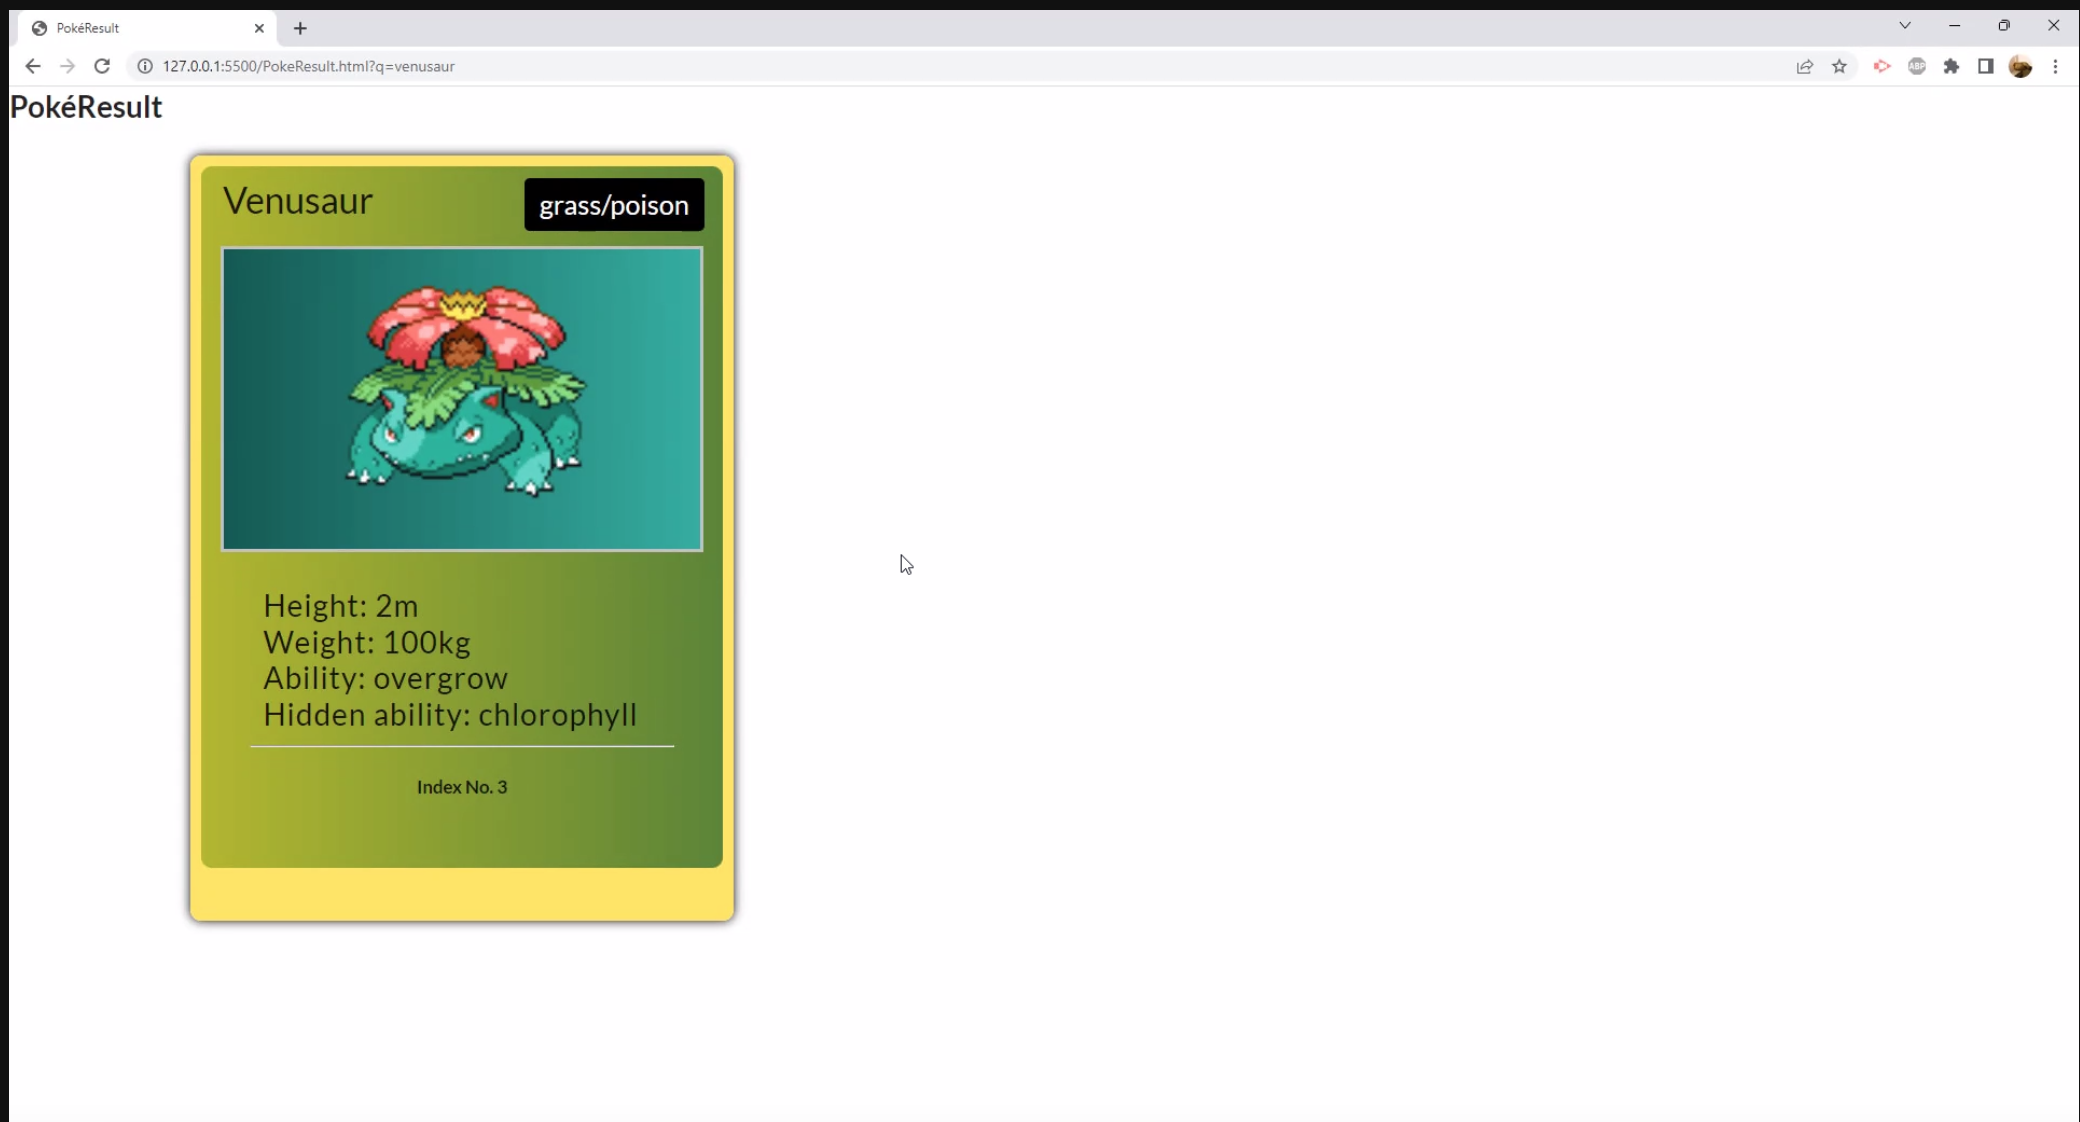 PokéResult
127.0.0.1:5500/PokeResult.html?q=venusaur
ABP
PokéResult
Venusaur
grass/poison
Height: 2m
Weight: 100kg
Ability: overgrow
Hidden ability: chlorophyll
Index No. 3